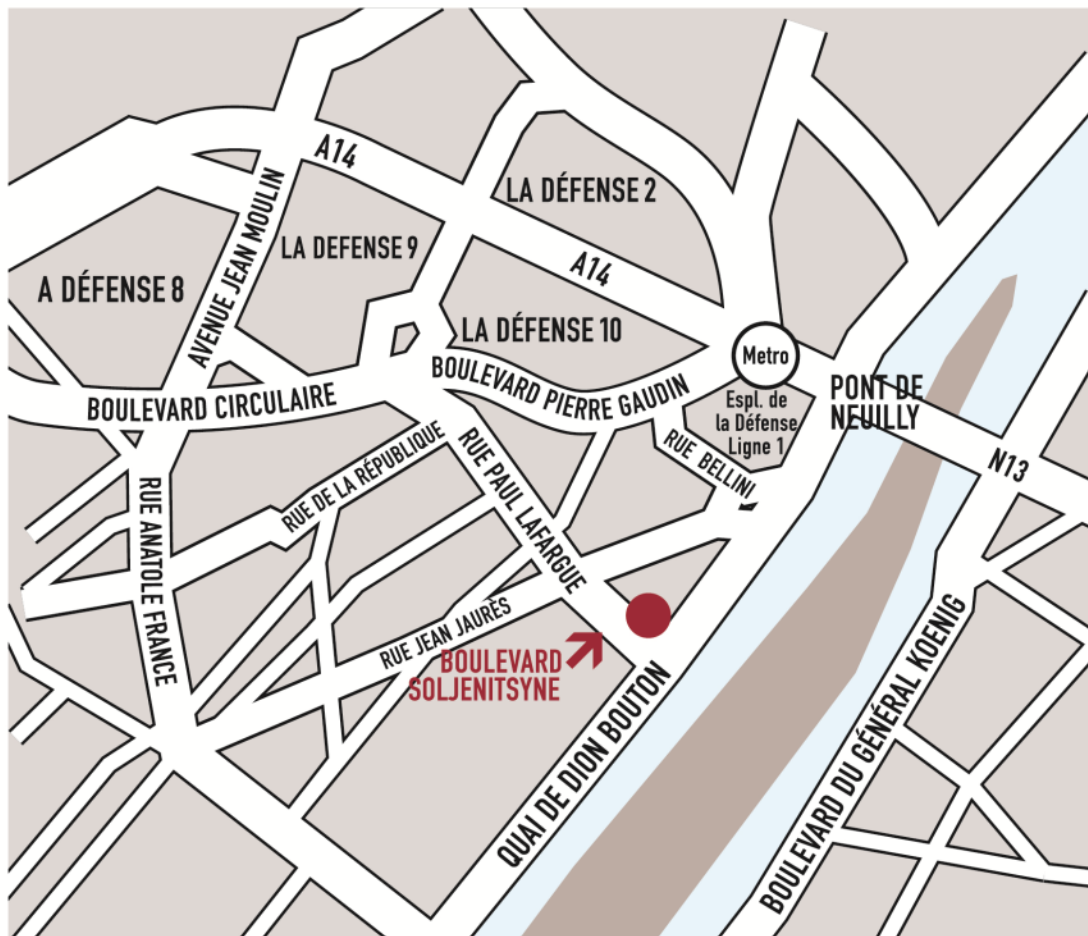 A14
LA DÉFENSE 2
AVENUE JEAN MOULIN
LA DEFENSE 9
A14
A DÉFENSE 8
LA DÉFENSE 10
Metro
BOULEVARD PIERRE GAUDIN
PONT DE
NEUILLY
BOULEVARD CIRCULAIRE
Espl. de
la Défense
Ligne 1
RUE BELLINI
N13
RUE DE LA RÉPUBLIQUE
RUE PAUL LAFARGUE
RUE ANATOLE FRANCE
RUE JEAN JAURÈS
BOULEVARD
SOLJENITSYNE
QUAI DE DION BOUTON
BOULEVARD DU GÉNÉRAL KOENIG